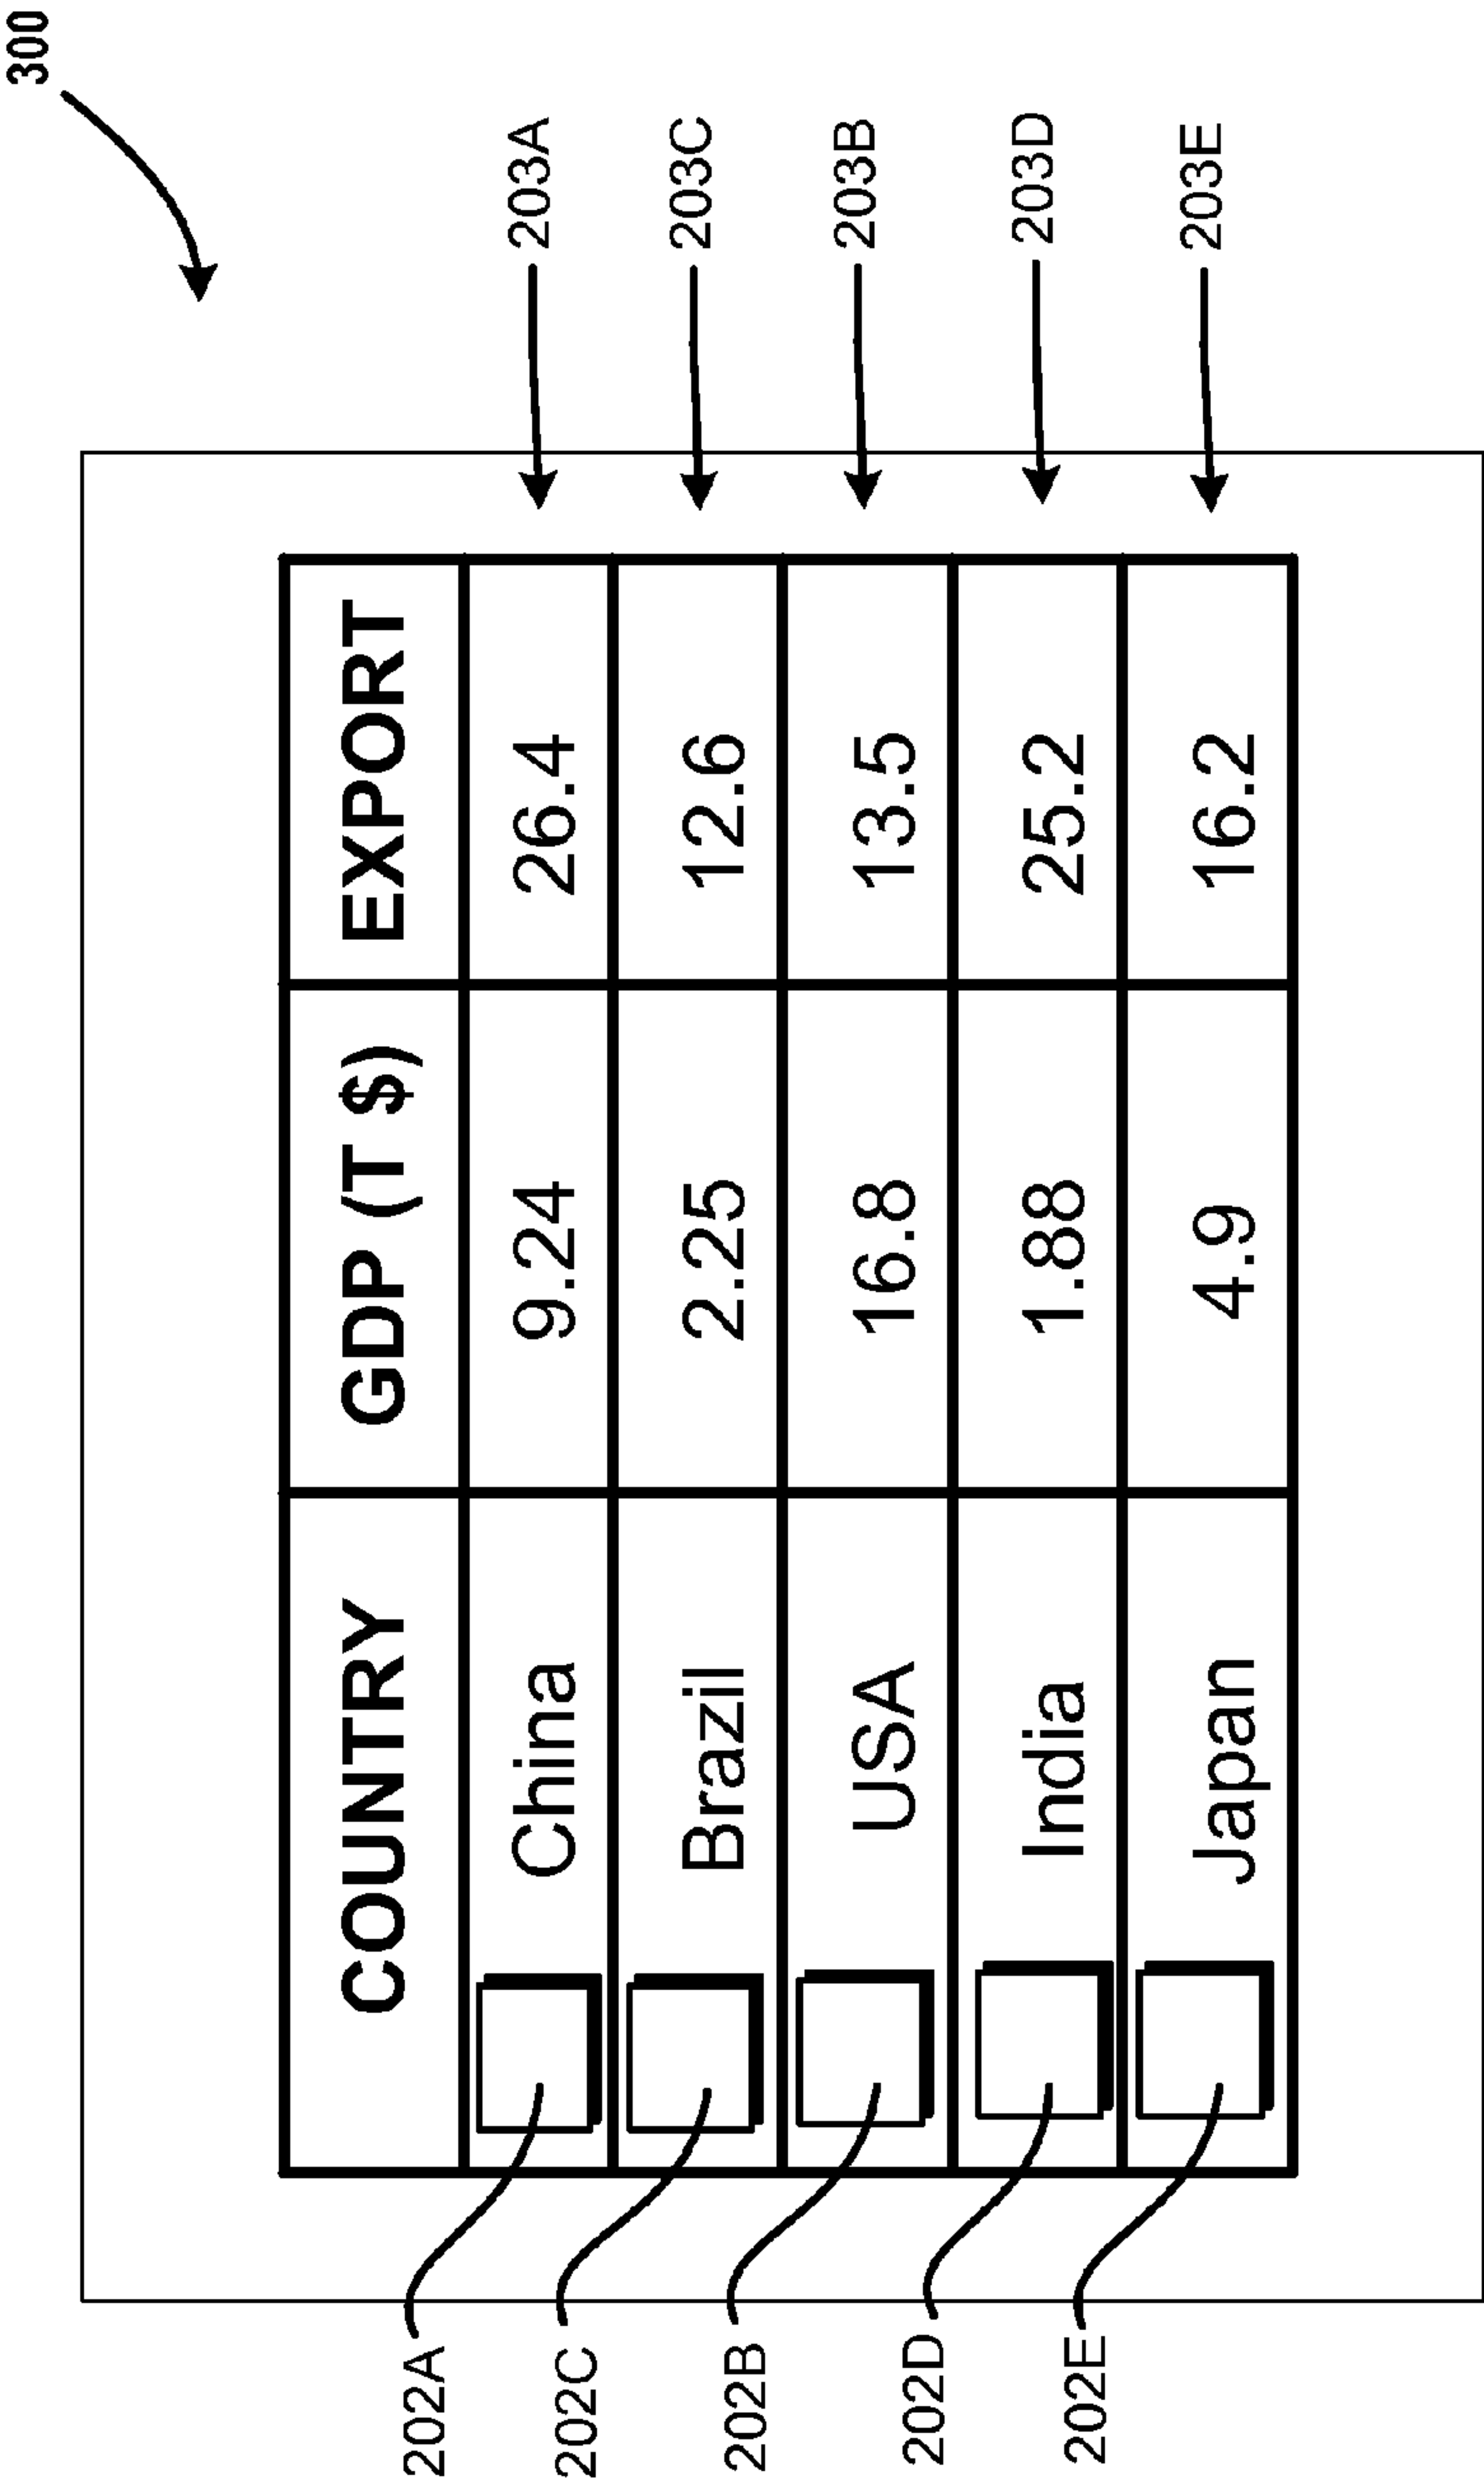 300
COUNTRY GDP (T $) EXPORT
202A China 9.24 26.4 203A
202C Brazil 2.25 12.6 203C
202B USA 16.8 13.5 203B
202D India 1.88 25.2 203D
202E Japan 4.9 16.2 203E